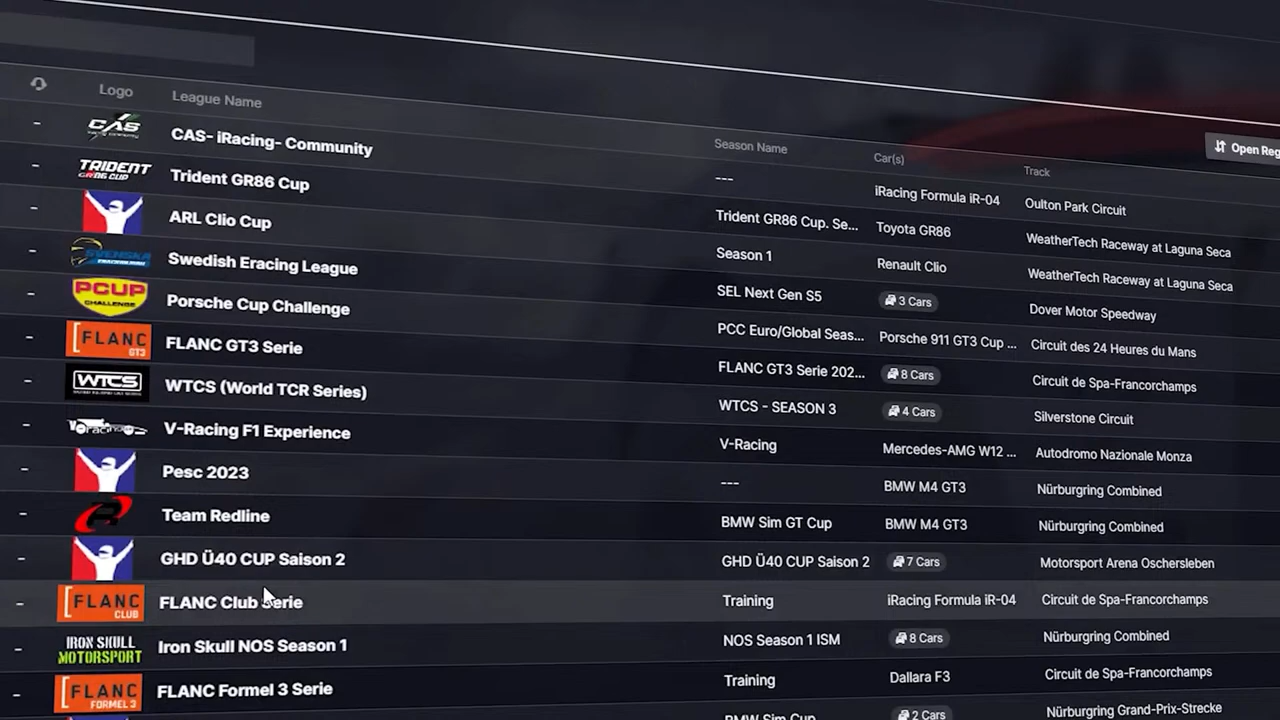 Logo League Name Season Name Car(s) Track
Open Reg
- CAS CAS- iRacing- Community --- iRacing Formula iR-04 Oulton Park Circuit
- TRIDENT GR86 CUP Trident GR86 Cup Trident GR86 Cup. Se... Toyota GR86 WeatherTech Raceway at Laguna Seca
- ARL Clio Cup Season 1 Renault Clio WeatherTech Raceway at Laguna Seca
- SVENSKA Swedish Eracing League SEL Next Gen S5 3 Cars Dover Motor Speedway
- PCUP CHALLENGE Porsche Cup Challenge PCC Euro/Global Seas... Porsche 911 GT3 Cup ... Circuit des 24 Heures du Mans
- FLANC GT3 FLANC GT3 Serie FLANC GT3 Serie 202... 8 Cars Circuit de Spa-Francorchamps
- WTCS WTCS (World TCR Series) WTCS - SEASON 3 4 Cars Silverstone Circuit
- V-Racing F1 Experience V-Racing Mercedes-AMG W12 ... Autodromo Nazionale Monza
- Pesc 2023 --- BMW M4 GT3 Nürburgring Combined
- Team Redline BMW Sim GT Cup BMW M4 GT3 Nürburgring Combined
- GHD Ü40 CUP Saison 2 GHD Ü40 CUP Saison 2 7 Cars Motorsport Arena Oschersleben
- FLANC CLUB FLANC Club Serie Training iRacing Formula iR-04 Circuit de Spa-Francorchamps
- IRON SKULL MOTORSPORT Iron Skull NOS Season 1 NOS Season 1 ISM 8 Cars Nürburgring Combined
- FLANC FORMEL 3 FLANC Formel 3 Serie Training Dallara F3 Circuit de Spa-Francorchamps
BMW Sim Cup 2 Cars Nürburgring Grand-Prix-Strecke